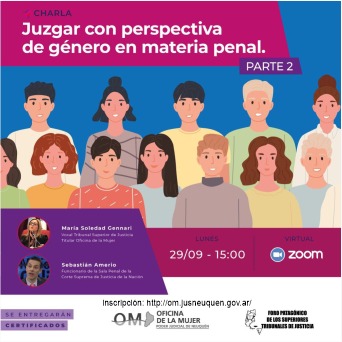 CHARLA
Juzgar con perspectiva
de género en materia penal.
PARTE 2
María Soledad Gennari
Vocal Tribunal Superior de Justicia
Titular Oficina de la Mujer
Sebastián Amerio
Funcionario de la Sala Penal de la
Corte Suprema de Justicia de la Nación
LUNES
29/09 - 15:00
VIRTUAL
zoom
Inscripción: http://om.jusneuquen.gov.ar/
SE ENTREGARÁN
CERTIFICADOS
OM
OFICINA
DE LA MUJER
PODER JUDICIAL DE NEUQUÉN
FORO PATAGÓNICO
DE LOS SUPERIORES
TRIBUNALES DE JUSTICIA